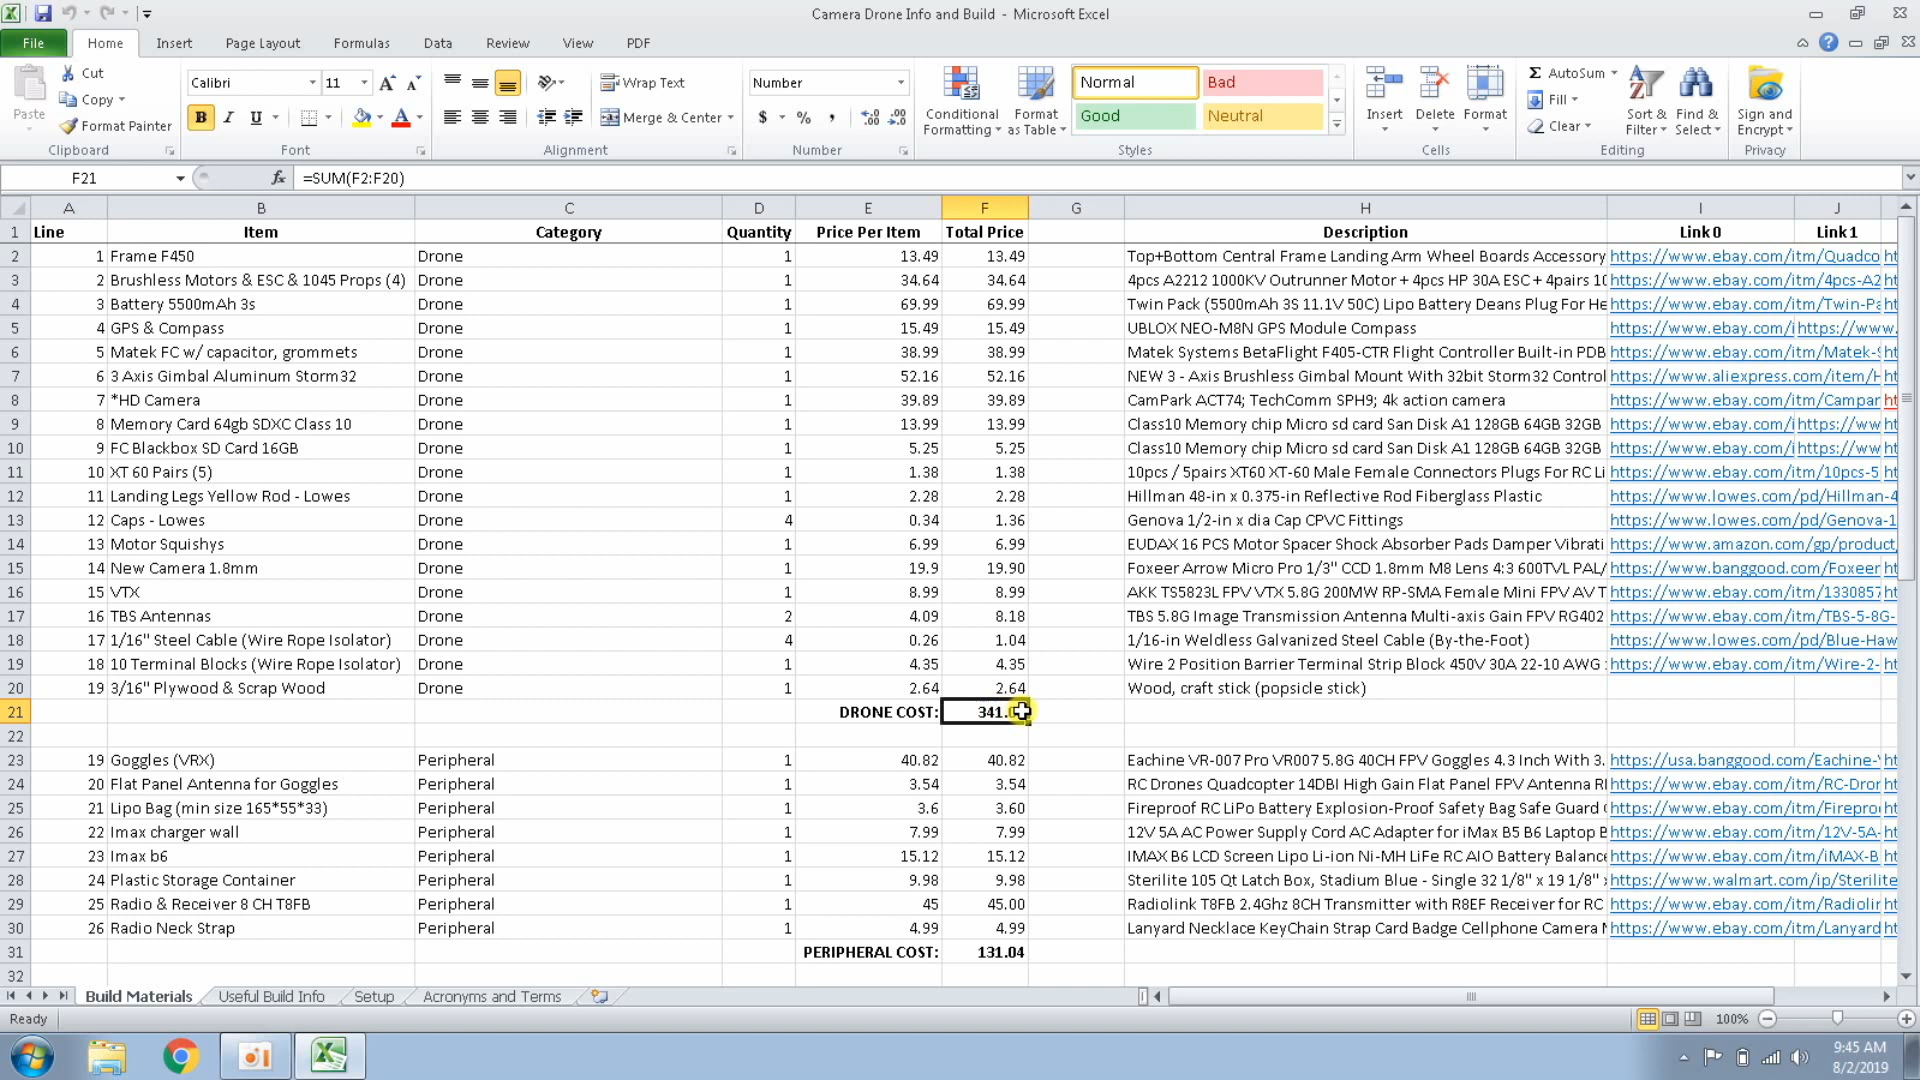 Camera Drone Info and Build - Microsoft Excel
File Home Insert Page Layout Formulas Data Review View PDF
Paste
Cut
Copy
Format Painter
Clipboard
Calibri 11
B I U
Font
Wrap Text
Merge & Center
Alignment
Number
$ % ,
Number
Conditional Formatting
Format as Table
Normal Bad
Good Neutral
Styles
Insert Delete Format
Cells
AutoSum
Fill
Clear
Sort & Filter
Find & Select
Editing
Sign and Encrypt
Privacy
F21 fx =SUM(F2:F20)
A B C D E F G H I J
1 Line Item Category Quantity Price Per Item Total Price Description Link 0 Link 1
2 1 Frame F450 Drone 1 13.49 13.49 Top+Bottom Central Frame Landing Arm Wheel Boards Accessory https://www.ebay.com/itm/Quadco ht
3 2 Brushless Motors & ESC & 1045 Props (4) Drone 1 34.64 34.64 4pcs A2212 1000KV Outrunner Motor + 4pcs HP 30A ESC + 4pairs 10 https://www.ebay.com/itm/4pcs-A2 ht
4 3 Battery 5500mAh 3s Drone 1 69.99 69.99 Twin Pack (5500mAh 3S 11.1V 50C) Lipo Battery Deans Plug For He https://www.ebay.com/itm/Twin-Pa ht
5 4 GPS & Compass Drone 1 15.49 15.49 UBLOX NEO-M8N GPS Module Compass https://www.ebay.com/i https://www.
6 5 Matek FC w/ capacitor, grommets Drone 1 38.99 38.99 Matek Systems BetaFlight F405-CTR Flight Controller Built-in PDB https://www.ebay.com/itm/Matek-S ht
7 6 3 Axis Gimbal Aluminum Storm32 Drone 1 52.16 52.16 NEW 3 - Axis Brushless Gimbal Mount With 32bit Storm32 Control https://www.aliexpress.com/item/H
8 7 *HD Camera Drone 1 39.89 39.89 CamPark ACT74; TechComm SPH9; 4k action camera https://www.ebay.com/itm/Campar ht
9 8 Memory Card 64gb SDXC Class 10 Drone 1 13.99 13.99 Class10 Memory chip Micro sd card San Disk A1 128GB 64GB 32GB https://www.ebay.com/i https://ww
10 9 FC Blackbox SD Card 16GB Drone 1 5.25 5.25 Class10 Memory chip Micro sd card San Disk A1 128GB 64GB 32GB https://www.ebay.com/i https://ww
11 10 XT 60 Pairs (5) Drone 1 1.38 1.38 10pcs / 5pairs XT60 XT-60 Male Female Connectors Plugs For RC Li https://www.ebay.com/itm/10pcs-5 ht
12 11 Landing Legs Yellow Rod - Lowes Drone 1 2.28 2.28 Hillman 48-in x 0.375-in Reflective Rod Fiberglass Plastic https://www.lowes.com/pd/Hillman-4
13 12 Caps - Lowes Drone 4 0.34 1.36 Genova 1/2-in x dia Cap CPVC Fittings https://www.lowes.com/pd/Genova-1
14 13 Motor Squishys Drone 1 6.99 6.99 EUDAX 16 PCS Motor Spacer Shock Absorber Pads Damper Vibrati https://www.amazon.com/gp/product,
15 14 New Camera 1.8mm Drone 1 19.9 19.90 Foxeer Arrow Micro Pro 1/3" CCD 1.8mm M8 Lens 4:3 600TVL PAL/ https://www.banggood.com/Foxeer ht
16 15 VTX Drone 1 8.99 8.99 AKK TS5823L FPV VTX 5.8G 200MW RP-SMA Female Mini FPV AV T https://www.ebay.com/itm/1330857 ht
17 16 TBS Antennas Drone 2 4.09 8.18 TBS 5.8G Image Transmission Antenna Multi-axis Gain FPV RG402 https://www.ebay.com/itm/TBS-5-8G-
18 17 1/16" Steel Cable (Wire Rope Isolator) Drone 4 0.26 1.04 1/16-in Weldless Galvanized Steel Cable (By-the-Foot) https://www.lowes.com/pd/Blue-Haw
19 18 10 Terminal Blocks (Wire Rope Isolator) Drone 1 4.35 4.35 Wire 2 Position Barrier Terminal Strip Block 450V 30A 22-10 AWG https://www.ebay.com/itm/Wire-2- ht
20 19 3/16" Plywood & Scrap Wood Drone 1 2.64 2.64 Wood, craft stick (popsicle stick)
21 DRONE COST: 341.
22
23 19 Goggles (VRX) Peripheral 1 40.82 40.82 Eachine VR-007 Pro VR007 5.8G 40CH FPV Goggles 4.3 Inch With 3. https://usa.banggood.com/Eachine- ht
24 20 Flat Panel Antenna for Goggles Peripheral 1 3.54 3.54 RC Drones Quadcopter 14DBI High Gain Flat Panel FPV Antenna RI https://www.ebay.com/itm/RC-Dror ht
25 21 Lipo Bag (min size 165*55*33) Peripheral 1 3.6 3.60 Fireproof RC LiPo Battery Explosion-Proof Safety Bag Safe Guard https://www.ebay.com/itm/Firepro ht
26 22 Imax charger wall Peripheral 1 7.99 7.99 12V 5A AC Power Supply Cord AC Adapter for iMax B5 B6 Laptop B https://www.ebay.com/itm/12V-5A- ht
27 23 Imax b6 Peripheral 1 15.12 15.12 IMAX B6 LCD Screen Lipo Li-ion Ni-MH LiFe RC AIO Battery Balance https://www.ebay.com/itm/iMAX-B ht
28 24 Plastic Storage Container Peripheral 1 9.98 9.98 Sterilite 105 Qt Latch Box, Stadium Blue - Single 32 1/8" x 19 1/8" x https://www.walmart.com/ip/Sterilite
29 25 Radio & Receiver 8 CH T8FB Peripheral 1 45 45.00 Radiolink T8FB 2.4Ghz 8CH Transmitter with R8EF Receiver for RC https://www.ebay.com/itm/Radiolir ht
30 26 Radio Neck Strap Peripheral 1 4.99 4.99 Lanyard Necklace KeyChain Strap Card Badge Cellphone Camera https://www.ebay.com/itm/Lanyard ht
31 PERIPHERAL COST: 131.04
32
Build Materials Useful Build Info Setup Acronyms and Terms
Ready 100%
9:45 AM
8/2/2019